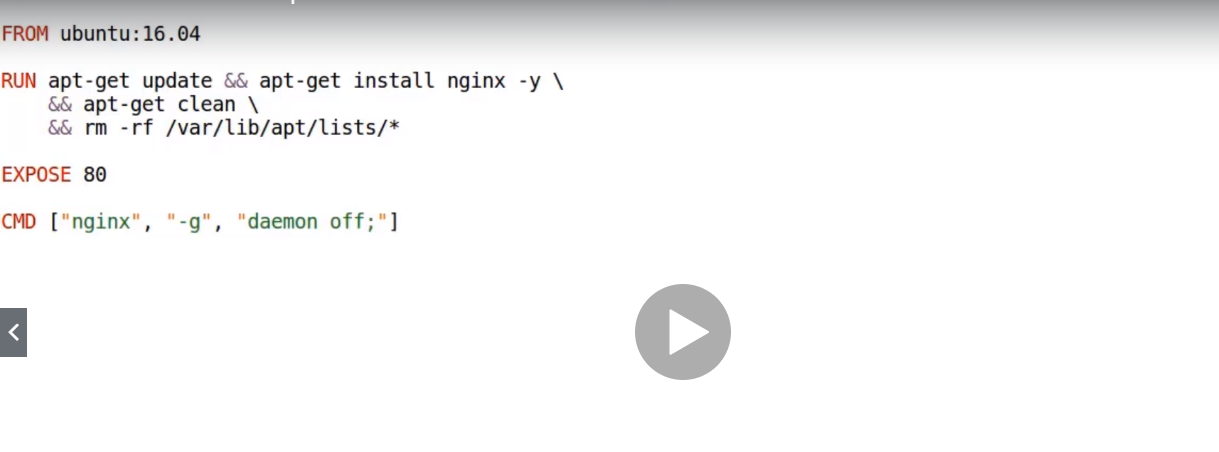 FROM ubuntu:16.04
RUN apt-get update && apt-get install nginx -y \
&& apt-get clean \
&& rm -rf /var/lib/apt/lists/*
EXPOSE 80
CMD ["nginx", "-g", "daemon off;"]